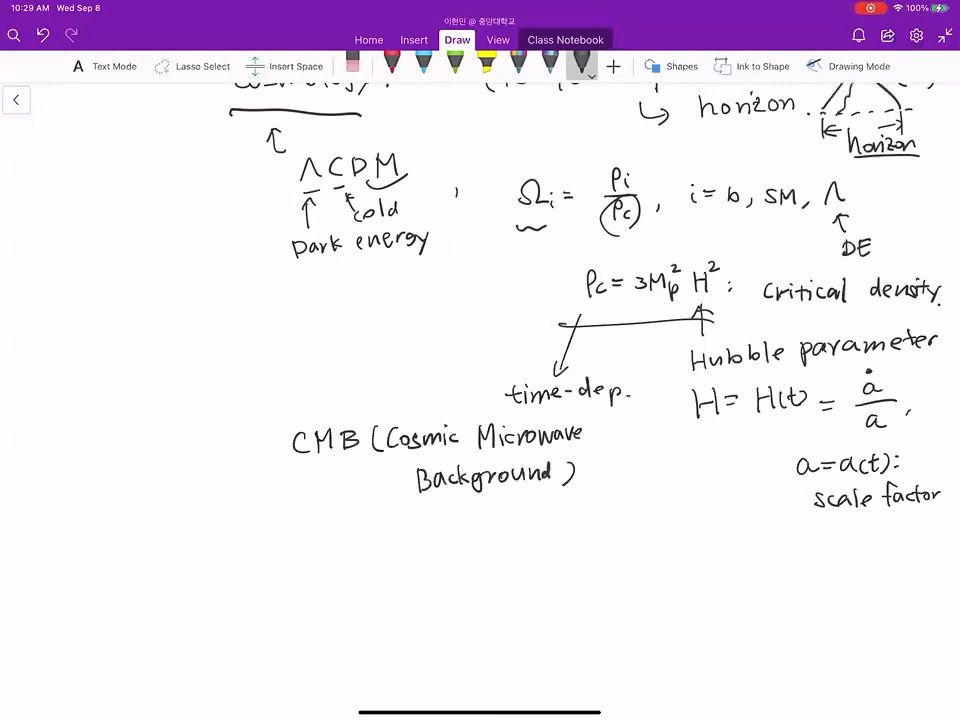 10:29 AM Wed Sep 8
100%
이현민 @ 중앙대학교
Home Insert Draw View Class Notebook
A Text Mode Lasso Select Insert Space Shapes Ink to Shape Drawing Mode
↳ horizon.
horizon
ΛCDM , Ωi = ρi/ρc , i = b, SM, Λ
cold
Dark energy
DE
ρc = 3Mp² H² : critical density.
Hubble parameter
time-dep.
H = H(t) = ȧ/a ,
CMB (Cosmic Microwave
Background)
a = a(t) :
scale factor